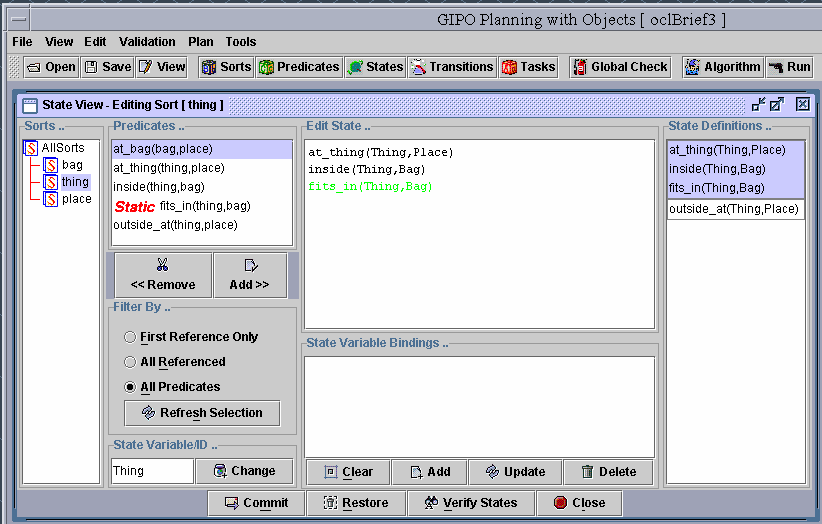 GIPO Planning with Objects [ oclBrief3 ]
File View Edit Validation Plan Tools
Open Save View Sorts Predicates States Transitions Tasks Global Check Algorithm Run
State View - Editing Sort [ thing ]
Sorts ..
AllSorts
bag
thing
place
Predicates ..
at_bag(bag,place)
at_thing(thing,place)
inside(thing,bag)
Static fits_in(thing,bag)
outside_at(thing,place)
<< Remove
Add >>
Filter By ..
First Reference Only
All Referenced
All Predicates
Refresh Selection
State Variable/ID ..
Thing
Change
Edit State ..
at_thing(Thing,Place)
inside(Thing,Bag)
fits_in(Thing,Bag)
State Variable Bindings ..
Clear Add Update Delete
State Definitions ..
at_thing(Thing,Place)
inside(Thing,Bag)
fits_in(Thing,Bag)
outside_at(Thing,Place)
Commit Restore Verify States Close